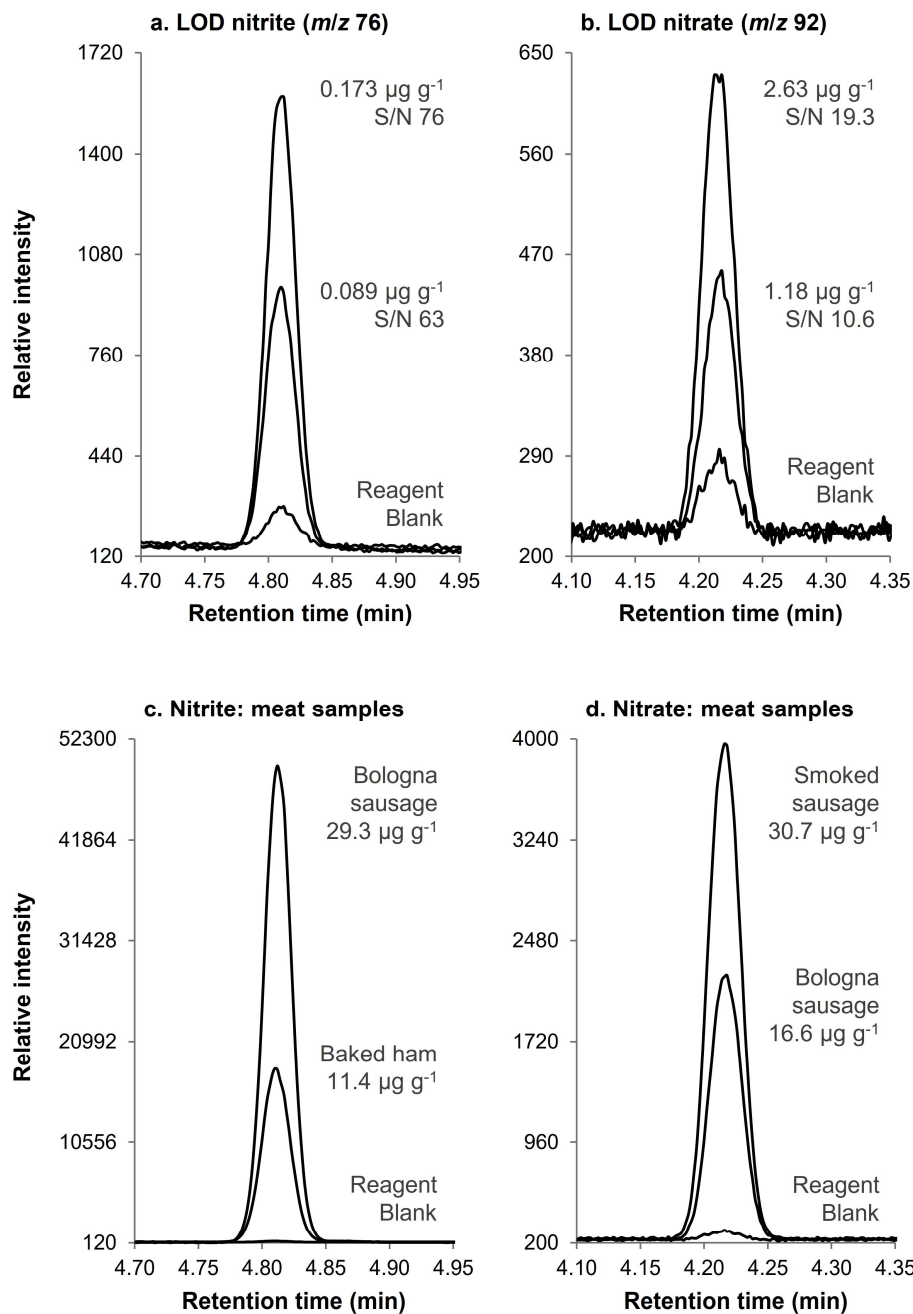 a. LOD nitrite (m/z 76)
1720
1400
1080
760
440
120
0.173 µg g-1
S/N 76
0.089 µg g-1
S/N 63
Reagent
Blank
4.70 4.75 4.80 4.85 4.90 4.95
Retention time (min)
Relative intensity
b. LOD nitrate (m/z 92)
650
560
470
380
290
200
2.63 µg g-1
S/N 19.3
1.18 µg g-1
S/N 10.6
Reagent
Blank
4.10 4.15 4.20 4.25 4.30 4.35
Retention time (min)
c. Nitrite: meat samples
52300
41864
31428
20992
10556
120
Bologna
sausage
29.3 µg g-1
Baked ham
11.4 µg g-1
Reagent
Blank
4.70 4.75 4.80 4.85 4.90 4.95
Retention time (min)
Relative intensity
d. Nitrate: meat samples
4000
3240
2480
1720
960
200
Smoked
sausage
30.7 µg g-1
Bologna
sausage
16.6 µg g-1
Reagent
Blank
4.10 4.15 4.20 4.25 4.30 4.35
Retention time (min)